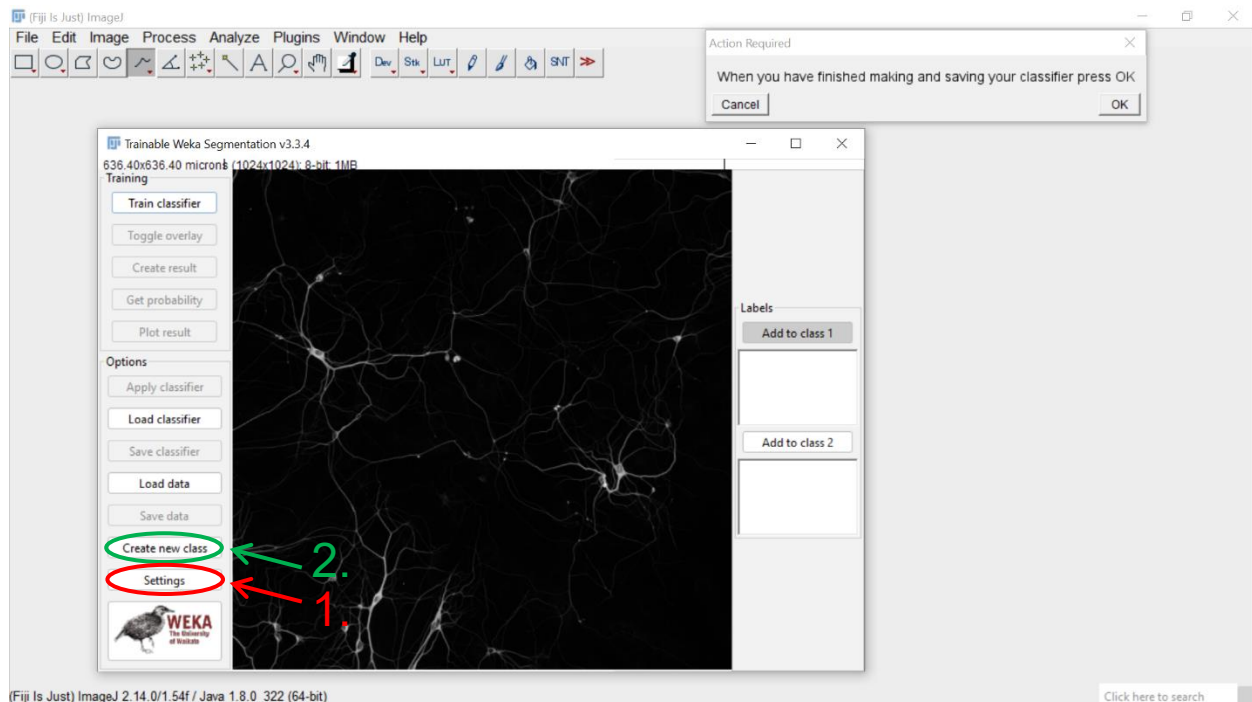 (Fiji Is Just) ImageJ
File Edit Image Process Analyze Plugins Window Help
Dev Stk LUT SNT
Action Required
When you have finished making and saving your classifier press OK
Cancel OK
Trainable Weka Segmentation v3.3.4
636.40x636.40 microns (1024x1024); 8-bit; 1MB
Training
Train classifier
Toggle overlay
Create result
Get probability
Plot result
Options
Apply classifier
Load classifier
Save classifier
Load data
Save data
Create new class
Settings
WEKA
The University
of Waikato
2.
1.
Labels
Add to class 1
Add to class 2
(Fiji Is Just) ImageJ 2.14.0/1.54f / Java 1.8.0_322 (64-bit)
Click here to search